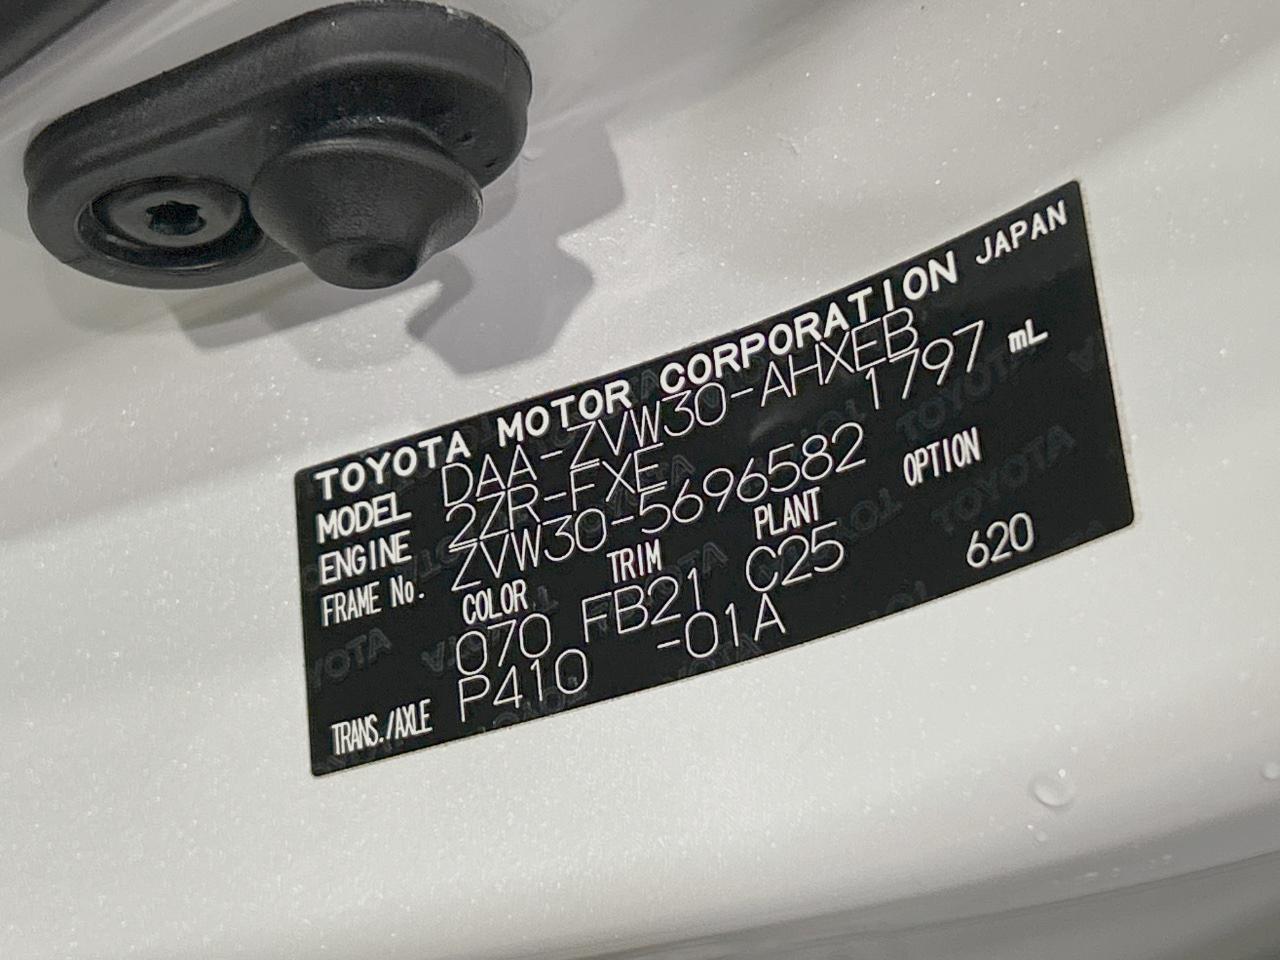 TOYOTA MOTOR CORPORATION JAPAN
MODEL DAA-ZVW30-AHXEB
ENGINE 2ZR-FXE 1797 mL
FRAME No. ZVW30-5696582
COLOR TRIM PLANT OPTION
070 FB21 C25 620
TRANS./AXLE P410 -01A